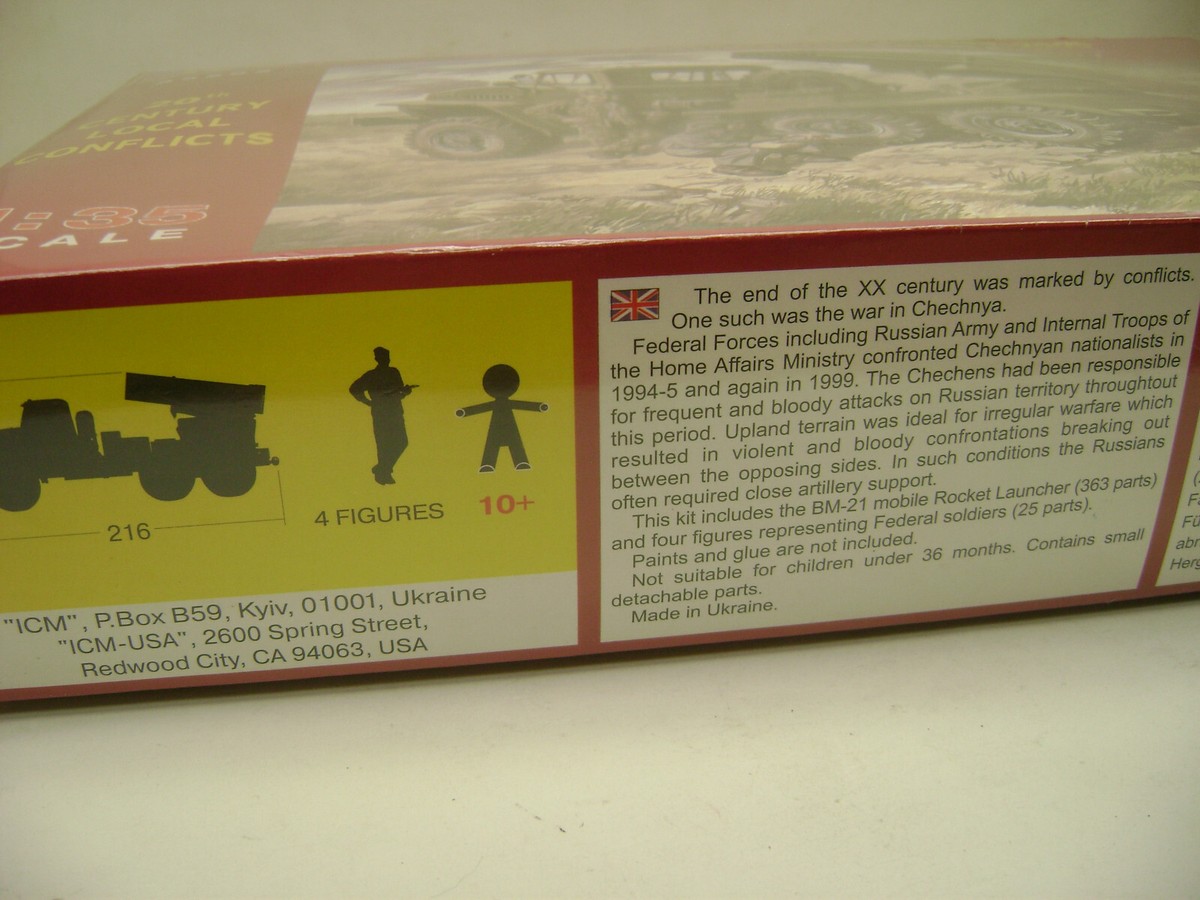 20th
CENTURY
LOCAL
CONFLICTS
1:35
SCALE
216
4 FIGURES
10+
"ICM", P.Box B59, Kyiv, 01001, Ukraine
"ICM-USA", 2600 Spring Street,
Redwood City, CA 94063, USA
The end of the XX century was marked by conflicts.
One such was the war in Chechnya.
Federal Forces including Russian Army and Internal Troops of
the Home Affairs Ministry confronted Chechnyan nationalists in
1994-5 and again in 1999. The Chechens had been responsible
for frequent and bloody attacks on Russian territory throughtout
this period. Upland terrain was ideal for irregular warfare which
resulted in violent and bloody confrontations breaking out
between the opposing sides. In such conditions the Russians
often required close artillery support.
This kit includes the BM-21 mobile Rocket Launcher (363 parts)
and four figures representing Federal soldiers (25 parts).
Paints and glue are not included.
Not suitable for children under 36 months. Contains small
detachable parts.
Made in Ukraine.